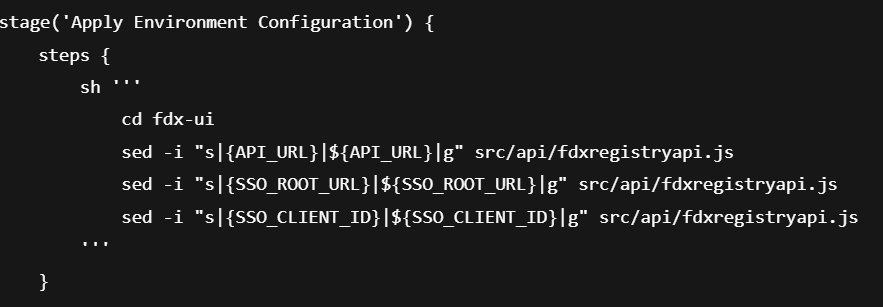 stage('Apply Environment Configuration') {
    steps {
        sh '''
            cd fdx-ui
            sed -i "s|{API_URL}|${API_URL}|g" src/api/fdxregistryapi.js
            sed -i "s|{SSO_ROOT_URL}|${SSO_ROOT_URL}|g" src/api/fdxregistryapi.js
            sed -i "s|{SSO_CLIENT_ID}|${SSO_CLIENT_ID}|g" src/api/fdxregistryapi.js
        '''
    }